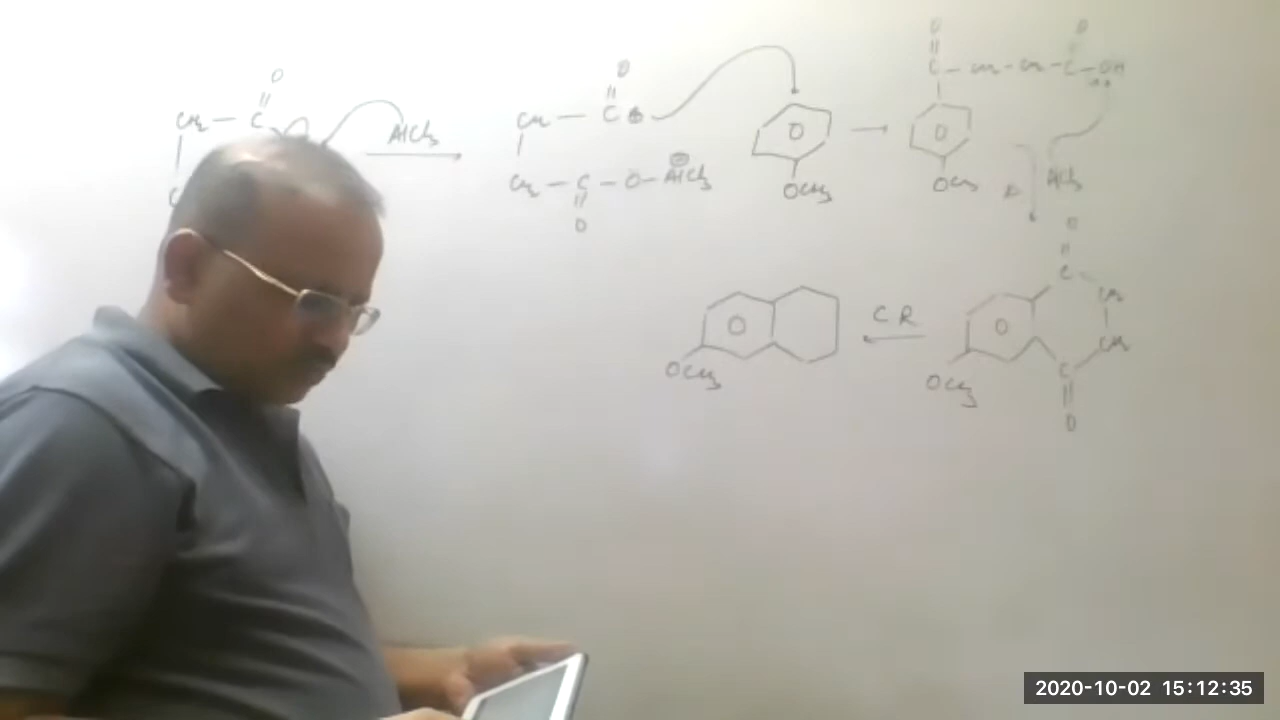 O O O O
CH₂ — C AlCl₃ CH₂ — C ⊕ O C — CH₂ — CH₂ — C — OH
CH₂ — C — O — AlCl₃ ⊖ OCH₃ OCH₃ Δ AlCl₃
O O
C
O C R O CH₂
CH₂
OCH₃ OCH₃ C
O
2020-10-02 15:12:35